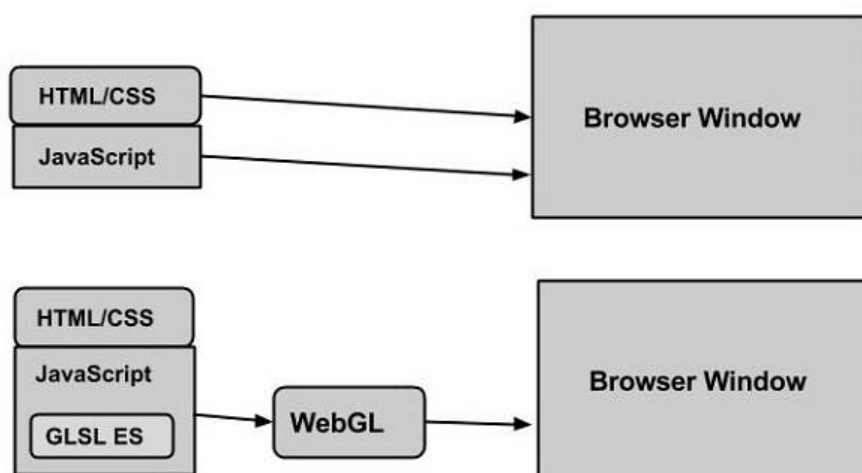 HTML/CSS
JavaScript
Browser Window
HTML/CSS
JavaScript
GLSL ES
WebGL
Browser Window